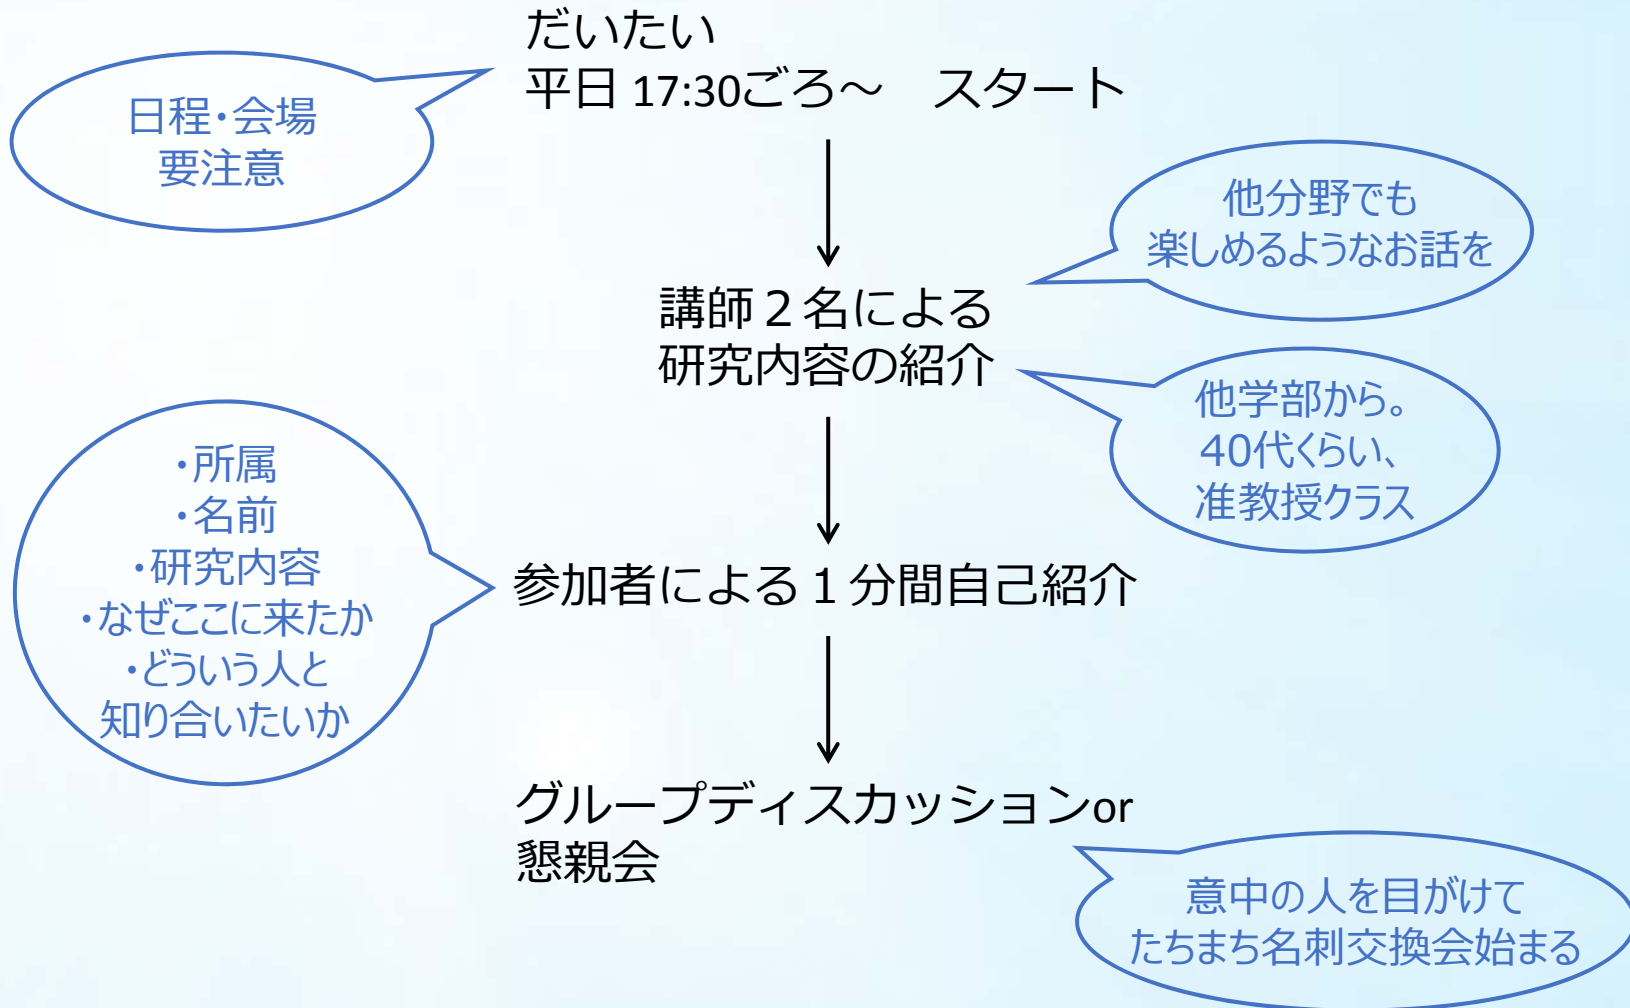 だいたい
平日 17:30ごろ～　スタート
日程・会場
要注意
他分野でも
楽しめるようなお話を
講師２名による
研究内容の紹介
他学部から。
40代くらい、
准教授クラス
・所属
・名前
・研究内容
・なぜここに来たか
・どういう人と
知り合いたいか
参加者による１分間自己紹介
グループディスカッションor
懇親会
意中の人を目がけて
たちまち名刺交換会始まる